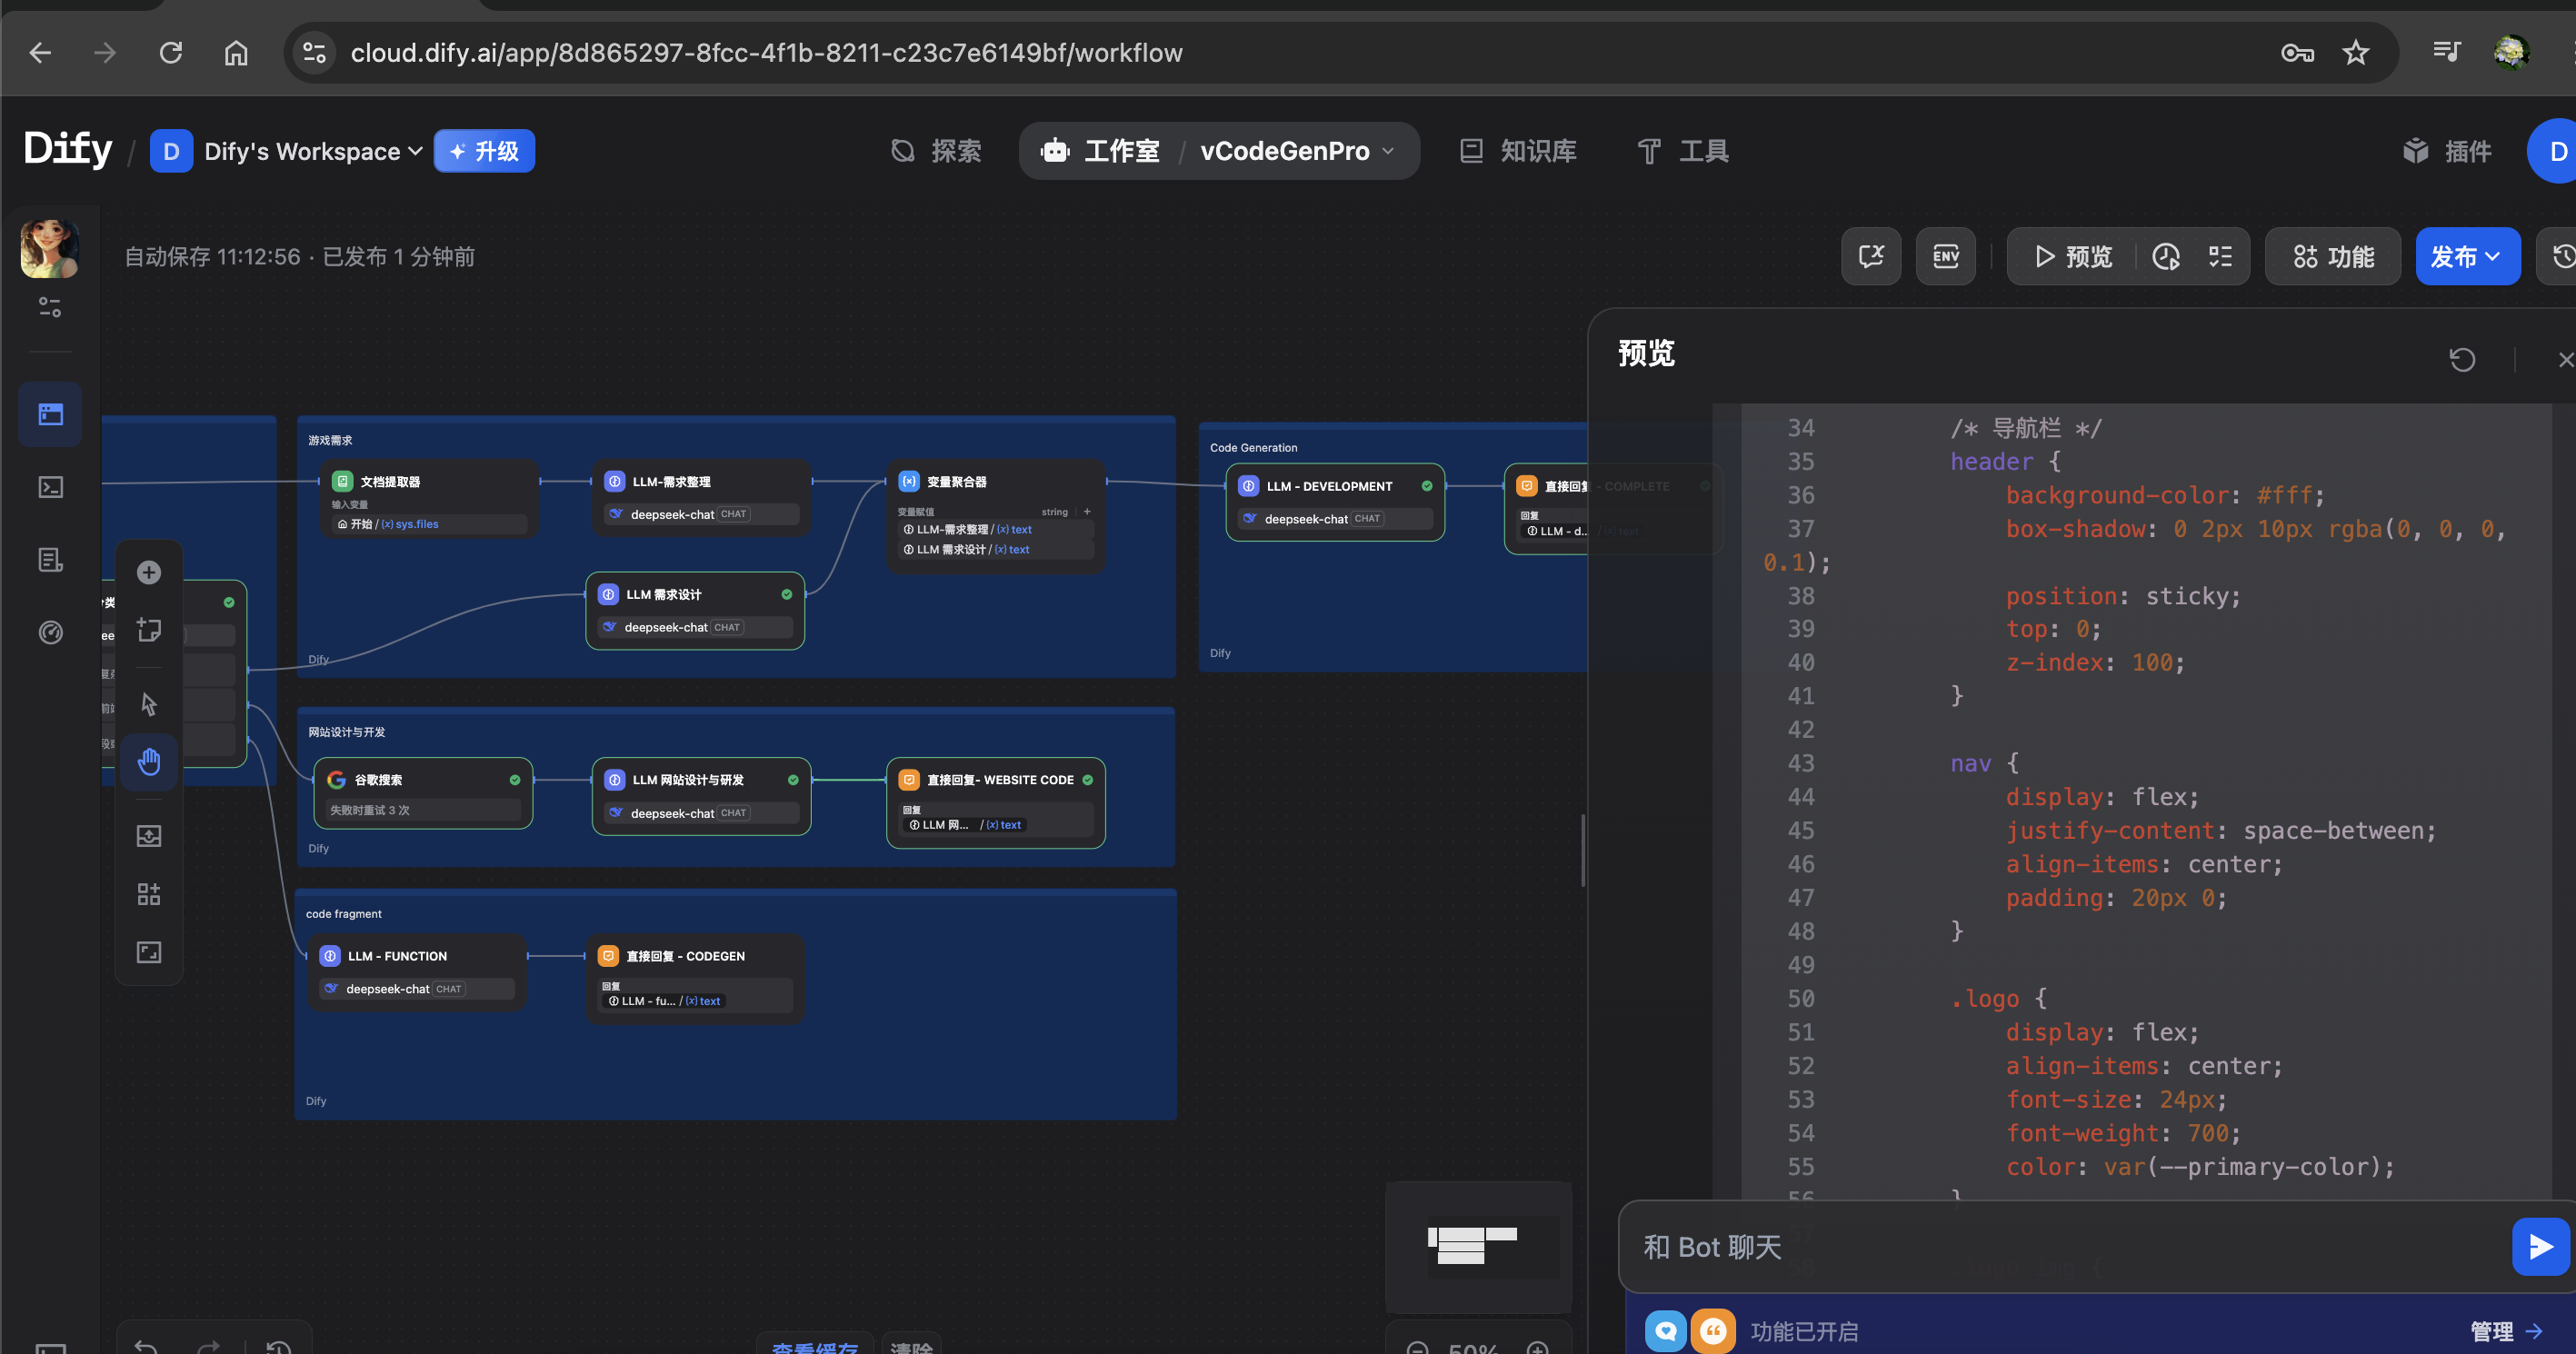 cloud.dify.ai/app/8d865297-8fcc-4f1b-8211-c23c7e6149bf/workflow
Dify / D Dify's Workspace 升级
探索
工作室 / vCodeGenPro
知识库
工具
插件
D
自动保存 11:12:56 · 已发布 1 分钟前
ENV
预览
功能
发布
游戏需求
文档提取器
输入变量
开始 / (x) sys.files
LLM-需求整理
deepseek-chat CHAT
变量聚合器
变量赋值 string +
LLM-需求整理 / (x) text
LLM 需求设计 / (x) text
LLM 需求设计
deepseek-chat CHAT
Dify
Code Generation
LLM - DEVELOPMENT
deepseek-chat CHAT
直接回复 - COMPLETE
回复
LLM - d... / (x) text
Dify
网站设计与开发
谷歌搜索
失败时重试 3 次
LLM 网站设计与研发
deepseek-chat CHAT
直接回复- WEBSITE CODE
回复
LLM 网... / (x) text
Dify
code fragment
LLM - FUNCTION
deepseek-chat CHAT
直接回复 - CODEGEN
回复
LLM - fu... / (x) text
Dify
查看缓存
清除
50%
预览
34 /* 导航栏 */
35 header {
36 background-color: #fff;
37 box-shadow: 0 2px 10px rgba(0, 0, 0,
0.1);
38 position: sticky;
39 top: 0;
40 z-index: 100;
41 }
42
43 nav {
44 display: flex;
45 justify-content: space-between;
46 align-items: center;
47 padding: 20px 0;
48 }
49
50 .logo {
51 display: flex;
52 align-items: center;
53 font-size: 24px;
54 font-weight: 700;
55 color: var(--primary-color);
56 }
和 Bot 聊天
功能已开启
管理 →